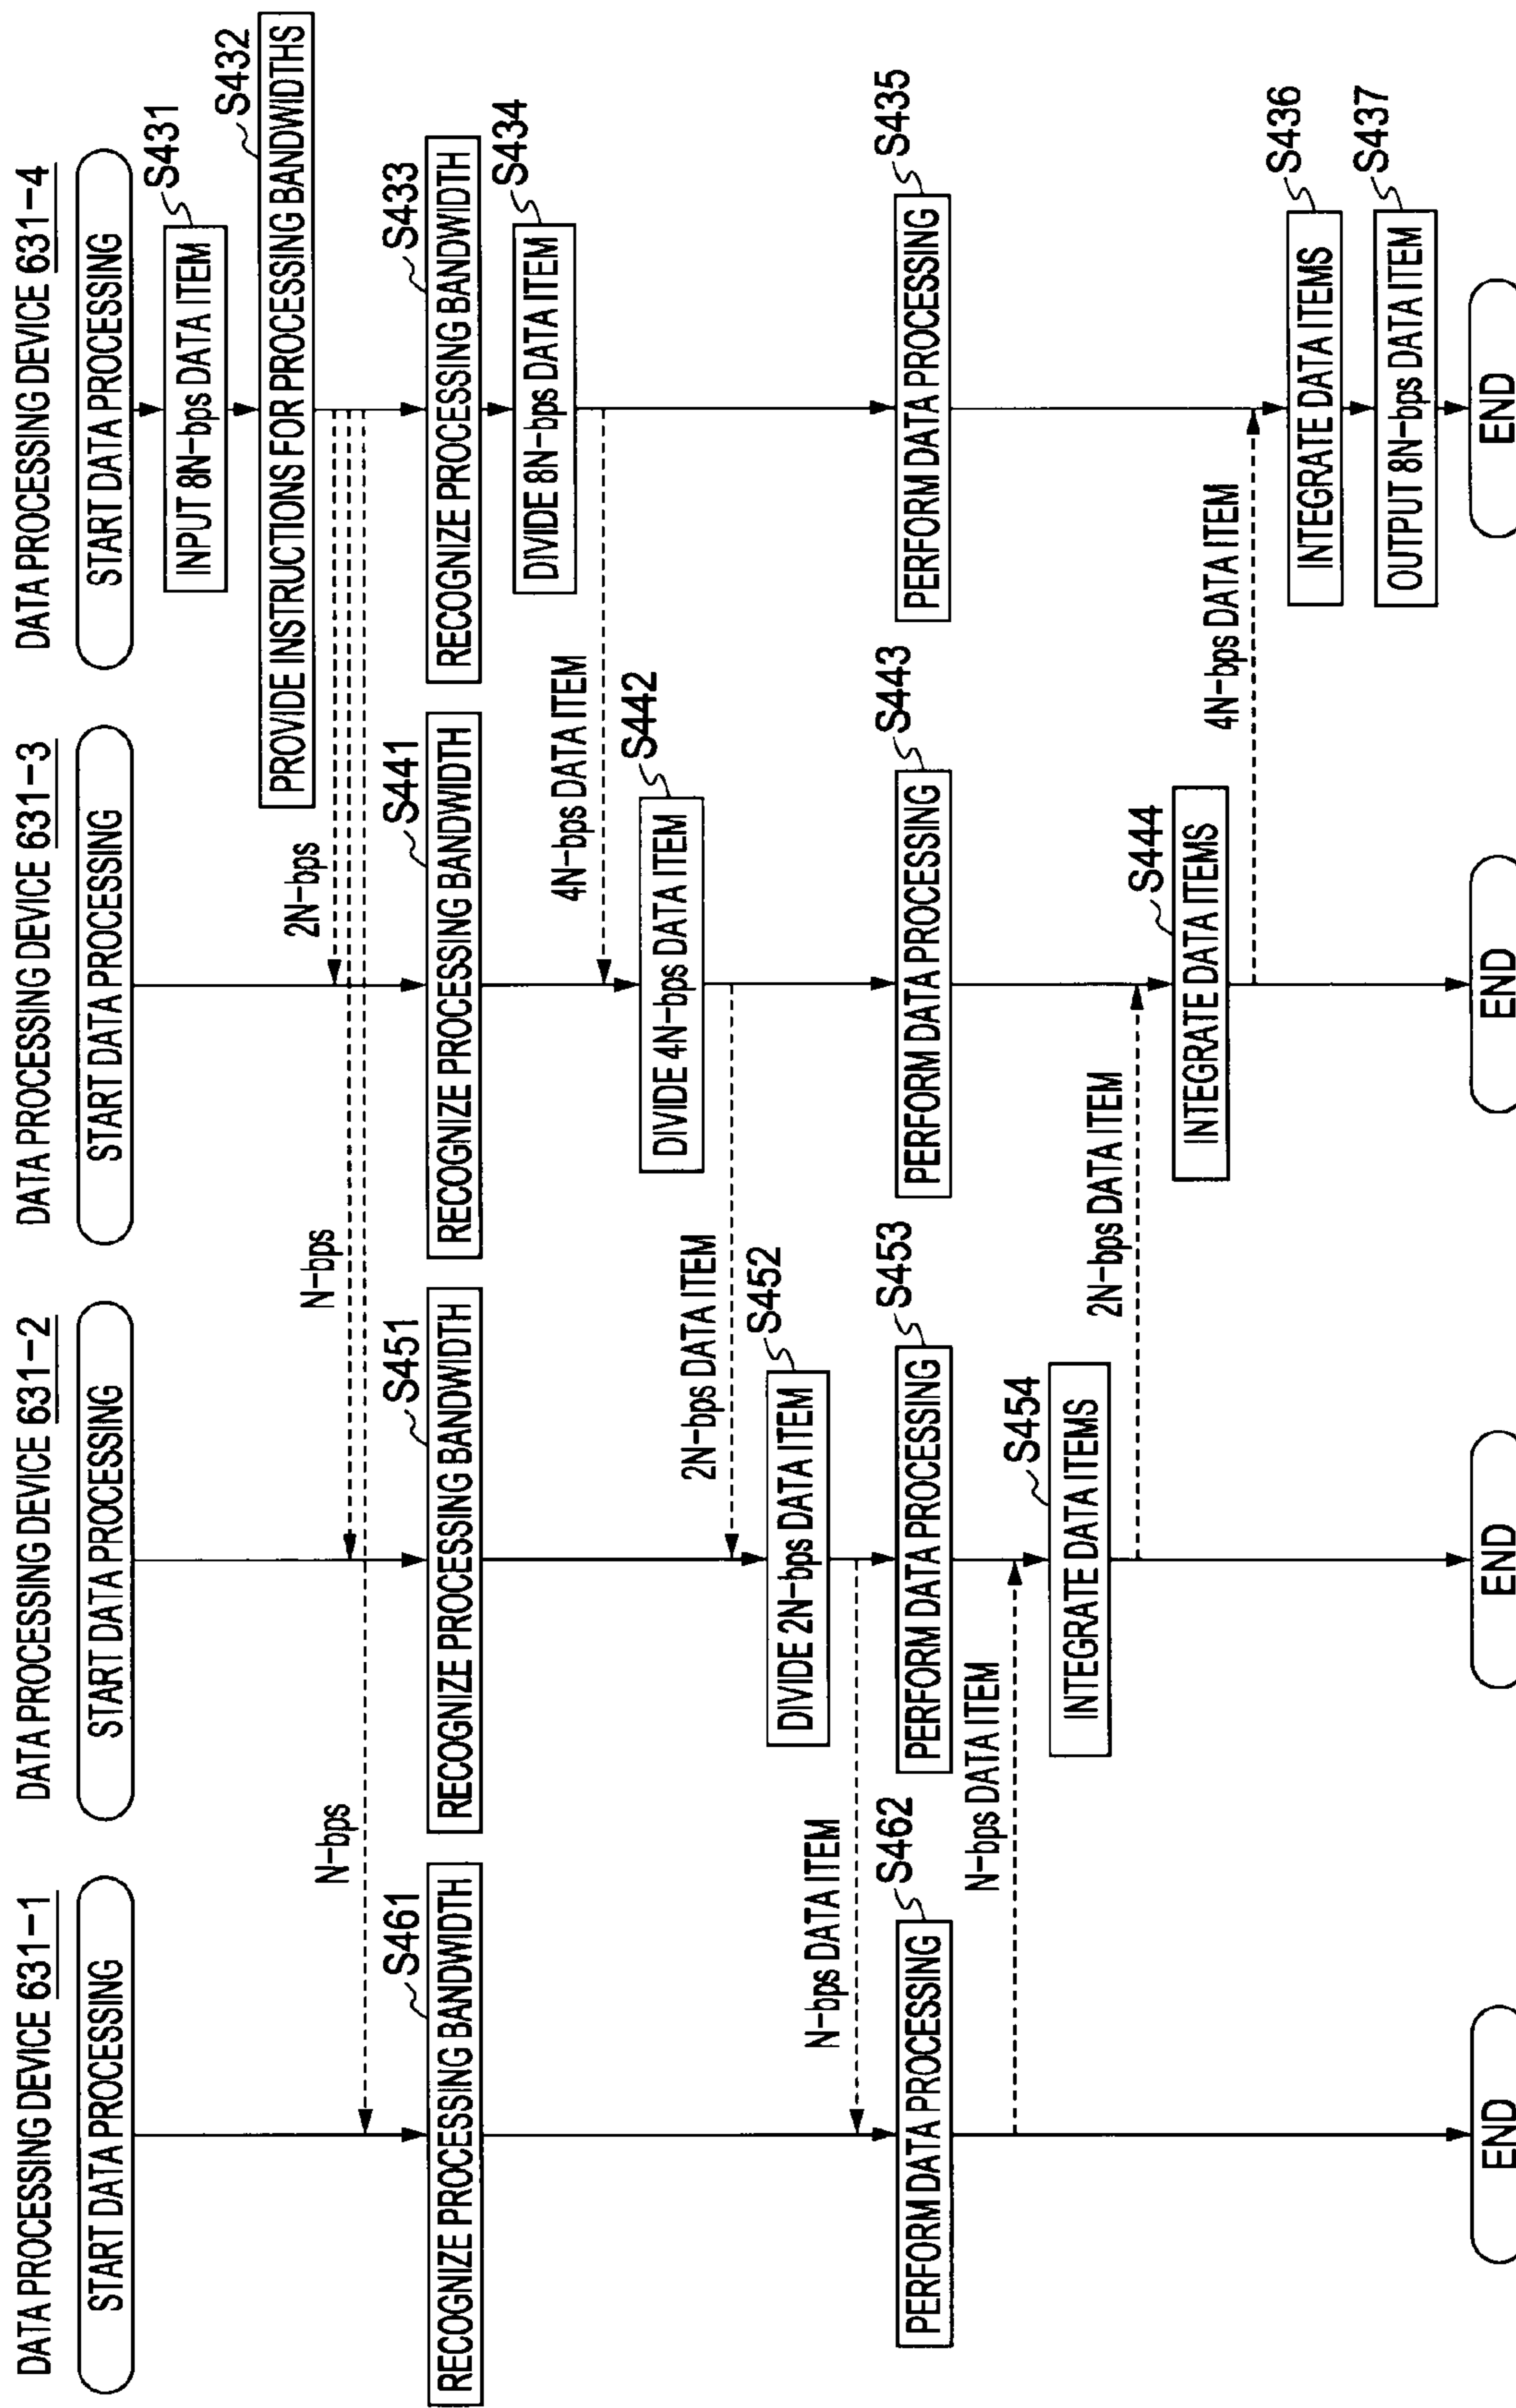 DATA PROCESSING DEVICE 631-1
START DATA PROCESSING
N-bps
S461
RECOGNIZE PROCESSING BANDWIDTH
N-bps DATA ITEM
S462
PERFORM DATA PROCESSING
N-bps DATA ITEM
END
DATA PROCESSING DEVICE 631-2
START DATA PROCESSING
N-bps
S451
RECOGNIZE PROCESSING BANDWIDTH
2N-bps DATA ITEM
S452
DIVIDE 2N-bps DATA ITEM
S453
PERFORM DATA PROCESSING
S454
INTEGRATE DATA ITEMS
2N-bps DATA ITEM
END
DATA PROCESSING DEVICE 631-3
START DATA PROCESSING
2N-bps
S441
RECOGNIZE PROCESSING BANDWIDTH
4N-bps DATA ITEM
S442
DIVIDE 4N-bps DATA ITEM
S443
PERFORM DATA PROCESSING
S444
INTEGRATE DATA ITEMS
4N-bps DATA ITEM
END
DATA PROCESSING DEVICE 631-4
START DATA PROCESSING
S431
INPUT 8N-bps DATA ITEM
S432
PROVIDE INSTRUCTIONS FOR PROCESSING BANDWIDTHS
S433
RECOGNIZE PROCESSING BANDWIDTH
S434
DIVIDE 8N-bps DATA ITEM
S435
PERFORM DATA PROCESSING
S436
INTEGRATE DATA ITEMS
S437
OUTPUT 8N-bps DATA ITEM
END